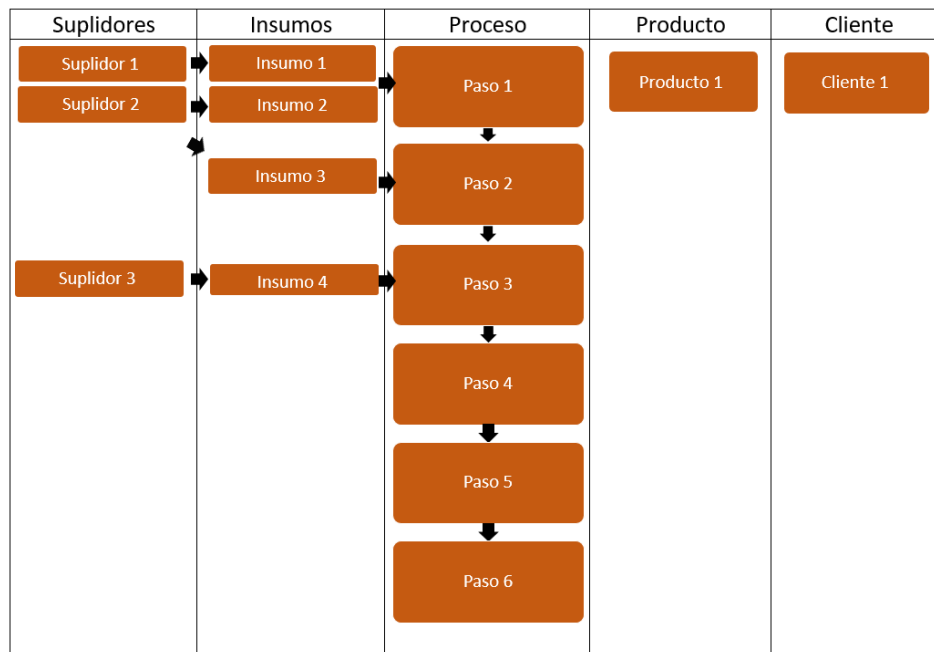 Suplidores Insumos Proceso Producto Cliente
Suplidor 1 Insumo 1 Paso 1 Producto 1 Cliente 1
Suplidor 2 Insumo 2
Insumo 3 Paso 2
Suplidor 3 Insumo 4 Paso 3
Paso 4
Paso 5
Paso 6